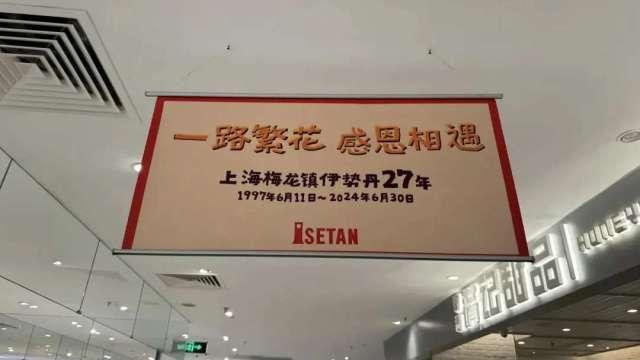 一路繁花 感恩相遇
上海梅龙镇伊势丹27年
1997年6月11日~2024年6月30日
ISETAN